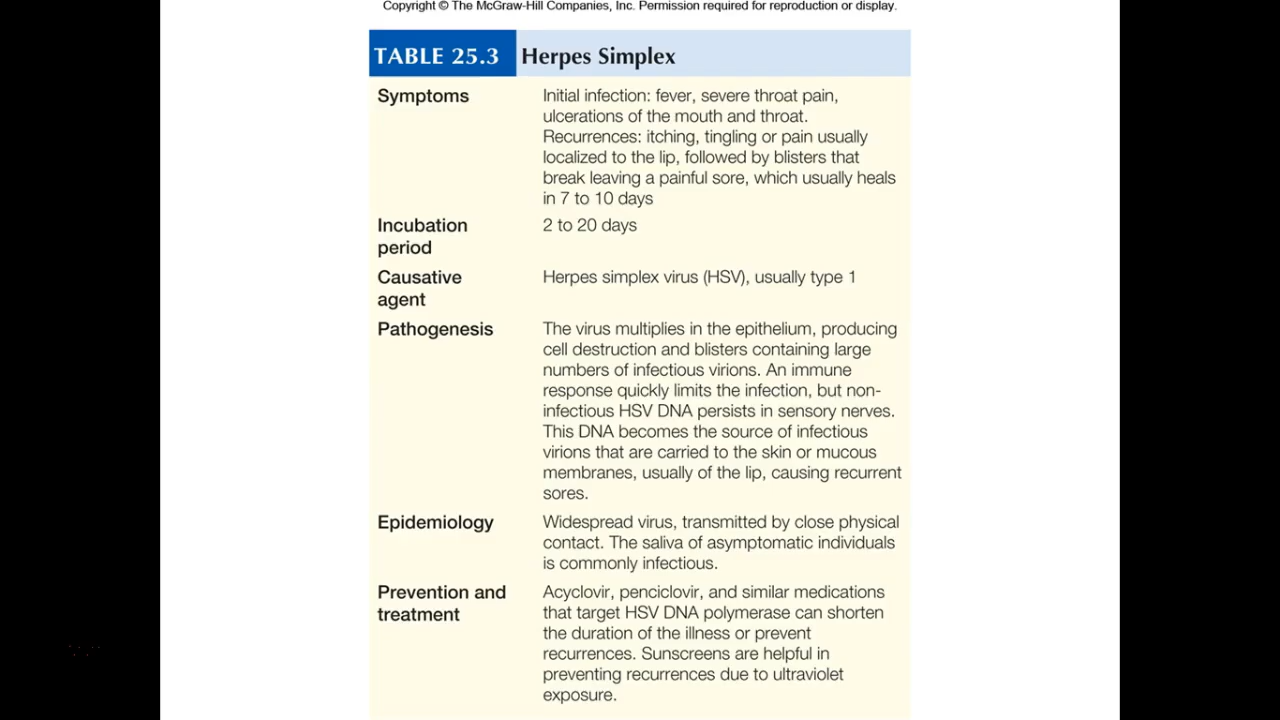 Copyright © The McGraw-Hill Companies, Inc. Permission required for reproduction or display.
TABLE 25.3 Herpes Simplex
Symptoms
Initial infection: fever, severe throat pain,
ulcerations of the mouth and throat.
Recurrences: itching, tingling or pain usually
localized to the lip, followed by blisters that
break leaving a painful sore, which usually heals
in 7 to 10 days
Incubation
period
2 to 20 days
Causative
agent
Herpes simplex virus (HSV), usually type 1
Pathogenesis
The virus multiplies in the epithelium, producing
cell destruction and blisters containing large
numbers of infectious virions. An immune
response quickly limits the infection, but non-
infectious HSV DNA persists in sensory nerves.
This DNA becomes the source of infectious
virions that are carried to the skin or mucous
membranes, usually of the lip, causing recurrent
sores.
Epidemiology
Widespread virus, transmitted by close physical
contact. The saliva of asymptomatic individuals
is commonly infectious.
Prevention and
treatment
Acyclovir, penciclovir, and similar medications
that target HSV DNA polymerase can shorten
the duration of the illness or prevent
recurrences. Sunscreens are helpful in
preventing recurrences due to ultraviolet
exposure.